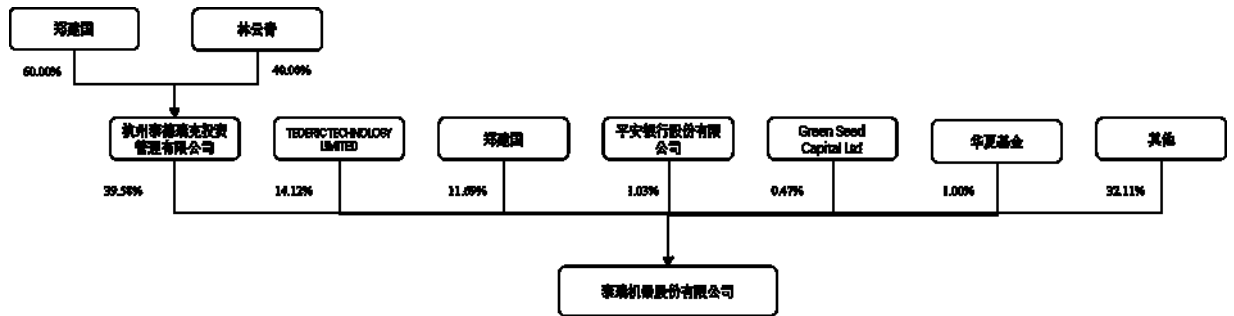 郑建国
林云青
60.00%
40.00%
杭州泰德瑞克投资
管理有限公司
TEDERIC TECHNOLOGY
LIMITED
郑建国
平安银行股份有限
公司
Green Seed
Capital Ltd
华夏基金
其他
39.58%
14.12%
11.69%
1.03%
0.47%
1.00%
32.11%
泰瑞机器股份有限公司